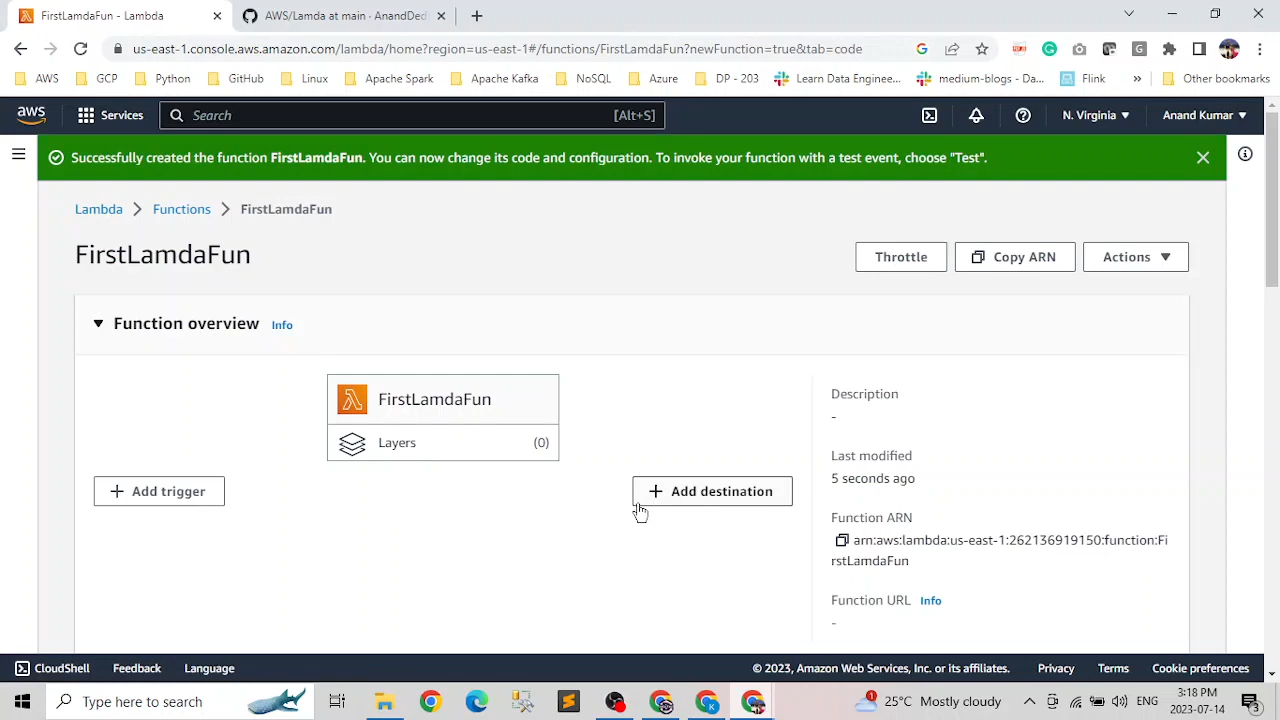 FirstLamdaFun - Lambda
AWS/Lamda at main · AnandDed
us-east-1.console.aws.amazon.com/lambda/home?region=us-east-1#/functions/FirstLamdaFun?newFunction=true&tab=code
AWS GCP Python GitHub Linux Apache Spark Apache Kafka NoSQL Azure DP - 203 Learn Data Enginee... medium-blogs - Da... Flink » Other bookmarks
aws Services Search [Alt+S] N. Virginia Anand Kumar
Successfully created the function FirstLamdaFun. You can now change its code and configuration. To invoke your function with a test event, choose "Test".
Lambda Functions FirstLamdaFun
FirstLamdaFun
Throttle Copy ARN Actions
Function overview Info
FirstLamdaFun
Layers (0)
+ Add trigger
+ Add destination
Description
-
Last modified
5 seconds ago
Function ARN
arn:aws:lambda:us-east-1:262136919150:function:Fi
rstLamdaFun
Function URL Info
-
CloudShell Feedback Language © 2023, Amazon Web Services, Inc. or its affiliates. Privacy Terms Cookie preferences
Type here to search
25°C Mostly cloudy
ENG
3:18 PM
2023-07-14
3